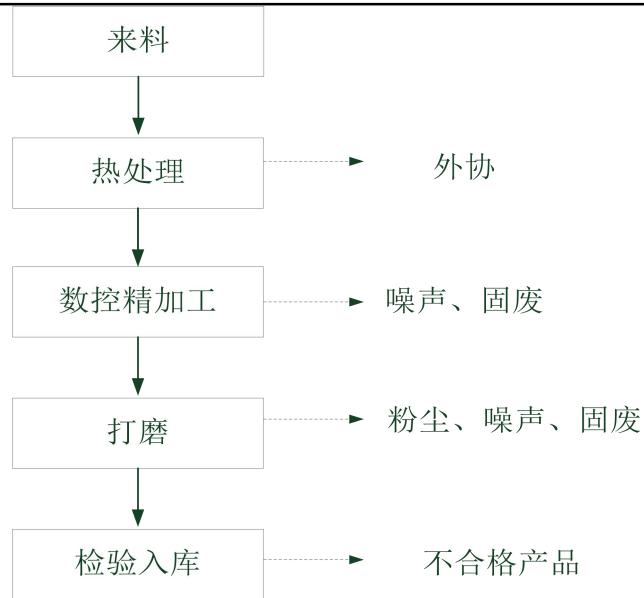 来料
热处理
外协
数控精加工
噪声、固废
打磨
粉尘、噪声、固废
检验入库
不合格产品